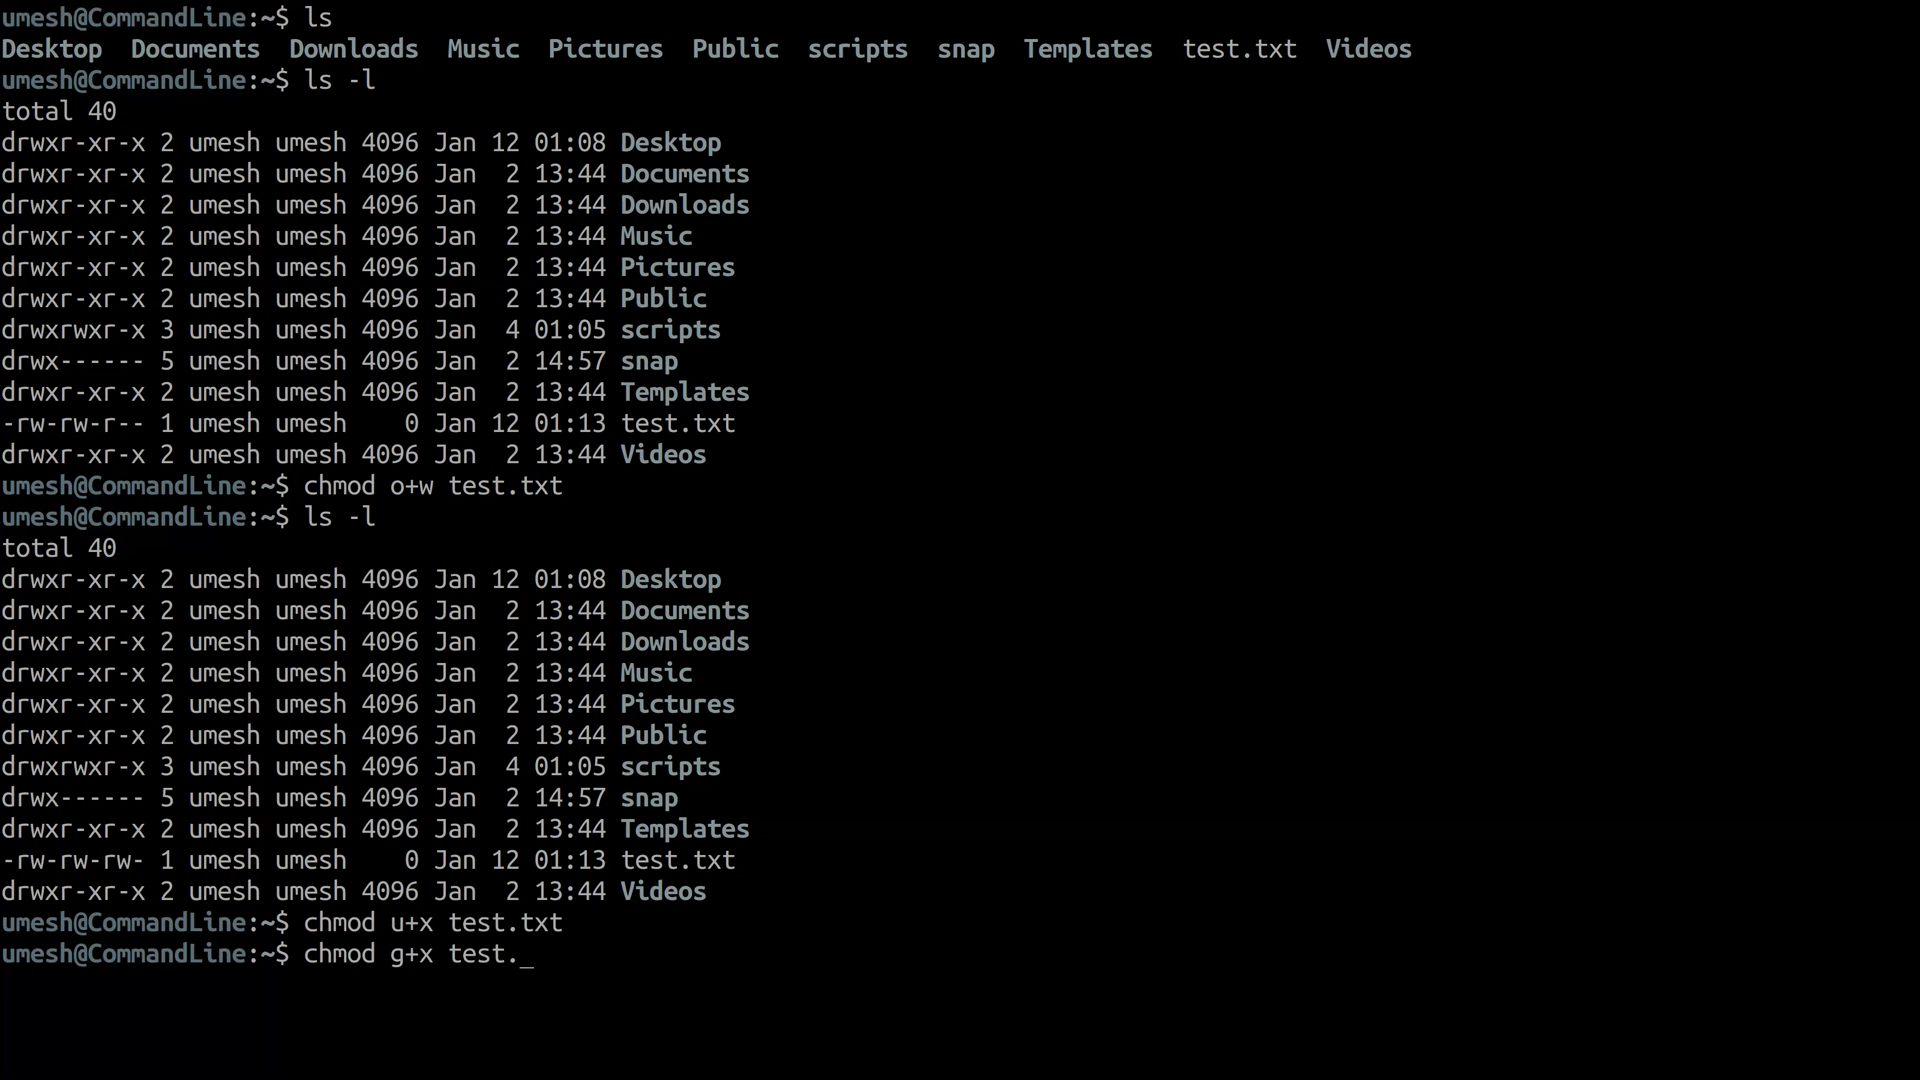 umesh@CommandLine:~$ ls
Desktop  Documents  Downloads  Music  Pictures  Public  scripts  snap  Templates  test.txt  Videos
umesh@CommandLine:~$ ls -l
total 40
drwxr-xr-x 2 umesh umesh 4096 Jan 12 01:08 Desktop
drwxr-xr-x 2 umesh umesh 4096 Jan  2 13:44 Documents
drwxr-xr-x 2 umesh umesh 4096 Jan  2 13:44 Downloads
drwxr-xr-x 2 umesh umesh 4096 Jan  2 13:44 Music
drwxr-xr-x 2 umesh umesh 4096 Jan  2 13:44 Pictures
drwxr-xr-x 2 umesh umesh 4096 Jan  2 13:44 Public
drwxrwxr-x 3 umesh umesh 4096 Jan  4 01:05 scripts
drwx------ 5 umesh umesh 4096 Jan  2 14:57 snap
drwxr-xr-x 2 umesh umesh 4096 Jan  2 13:44 Templates
-rw-rw-r-- 1 umesh umesh    0 Jan 12 01:13 test.txt
drwxr-xr-x 2 umesh umesh 4096 Jan  2 13:44 Videos
umesh@CommandLine:~$ chmod o+w test.txt
umesh@CommandLine:~$ ls -l
total 40
drwxr-xr-x 2 umesh umesh 4096 Jan 12 01:08 Desktop
drwxr-xr-x 2 umesh umesh 4096 Jan  2 13:44 Documents
drwxr-xr-x 2 umesh umesh 4096 Jan  2 13:44 Downloads
drwxr-xr-x 2 umesh umesh 4096 Jan  2 13:44 Music
drwxr-xr-x 2 umesh umesh 4096 Jan  2 13:44 Pictures
drwxr-xr-x 2 umesh umesh 4096 Jan  2 13:44 Public
drwxrwxr-x 3 umesh umesh 4096 Jan  4 01:05 scripts
drwx------ 5 umesh umesh 4096 Jan  2 14:57 snap
drwxr-xr-x 2 umesh umesh 4096 Jan  2 13:44 Templates
-rw-rw-rw- 1 umesh umesh    0 Jan 12 01:13 test.txt
drwxr-xr-x 2 umesh umesh 4096 Jan  2 13:44 Videos
umesh@CommandLine:~$ chmod u+x test.txt
umesh@CommandLine:~$ chmod g+x test._